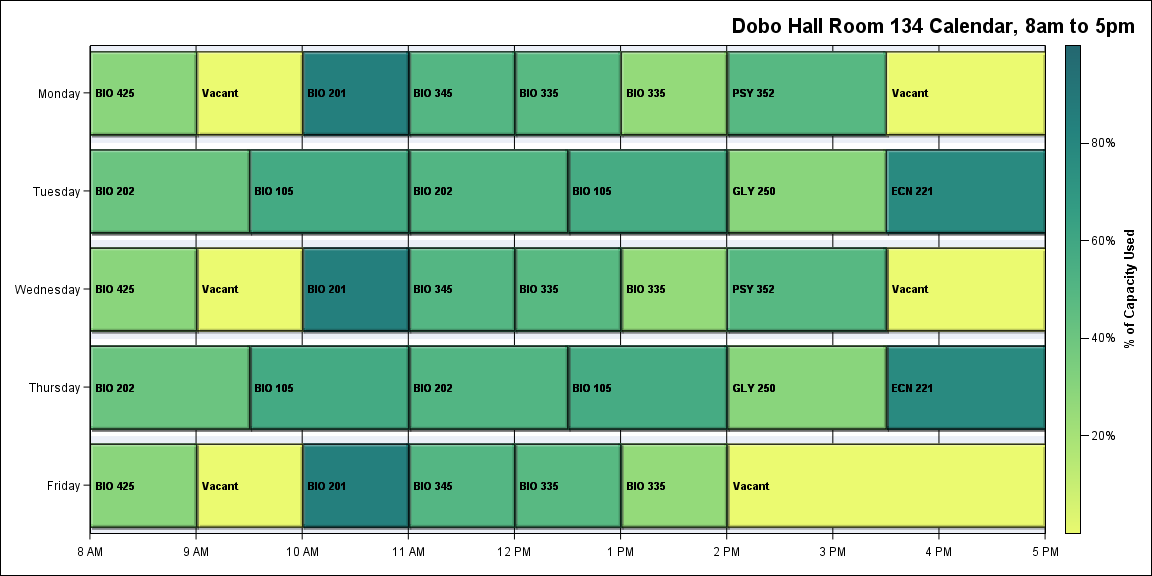 Dobo Hall Room 134 Calendar, 8am to 5pm
Monday BIO 425 Vacant BIO 201 BIO 345 BIO 335 BIO 335 PSY 352 Vacant
80%
Tuesday BIO 202 BIO 105 BIO 202 BIO 105 GLY 250 ECN 221
60%
Wednesday BIO 425 Vacant BIO 201 BIO 345 BIO 335 BIO 335 PSY 352 Vacant
% of Capacity Used
40%
Thursday BIO 202 BIO 105 BIO 202 BIO 105 GLY 250 ECN 221
20%
Friday BIO 425 Vacant BIO 201 BIO 345 BIO 335 BIO 335 Vacant
8 AM 9 AM 10 AM 11 AM 12 PM 1 PM 2 PM 3 PM 4 PM 5 PM